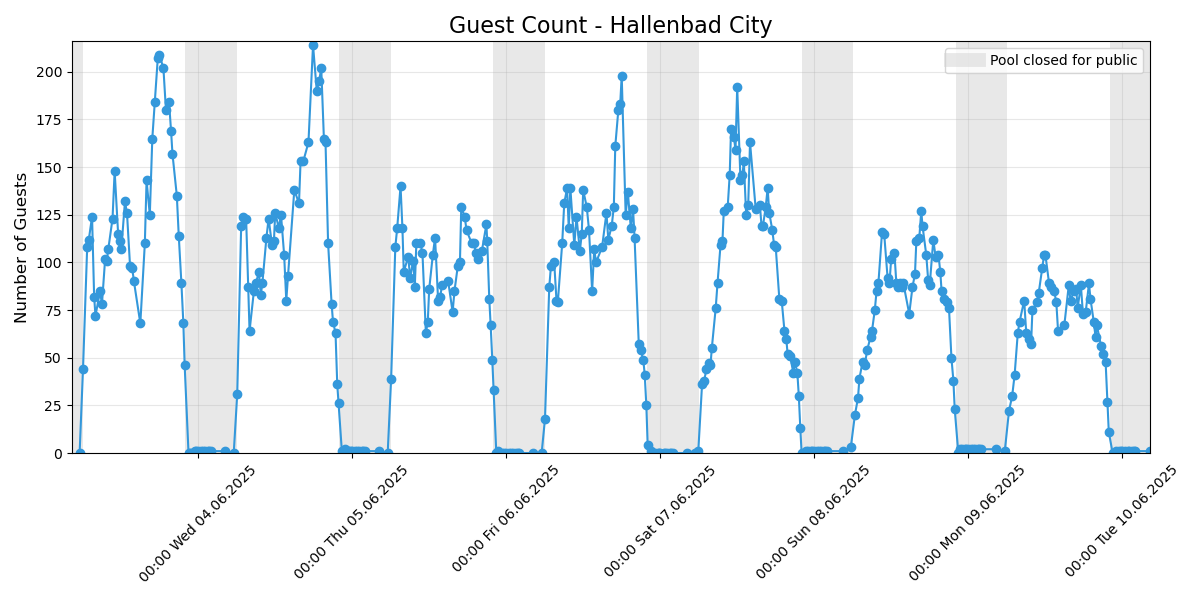 Guest Count - Hallenbad City
Pool closed for public
Number of Guests
200
175
150
125
100
75
50
25
0
00:00 Wed 04.06.2025
00:00 Thu 05.06.2025
00:00 Fri 06.06.2025
00:00 Sat 07.06.2025
00:00 Sun 08.06.2025
00:00 Mon 09.06.2025
00:00 Tue 10.06.2025